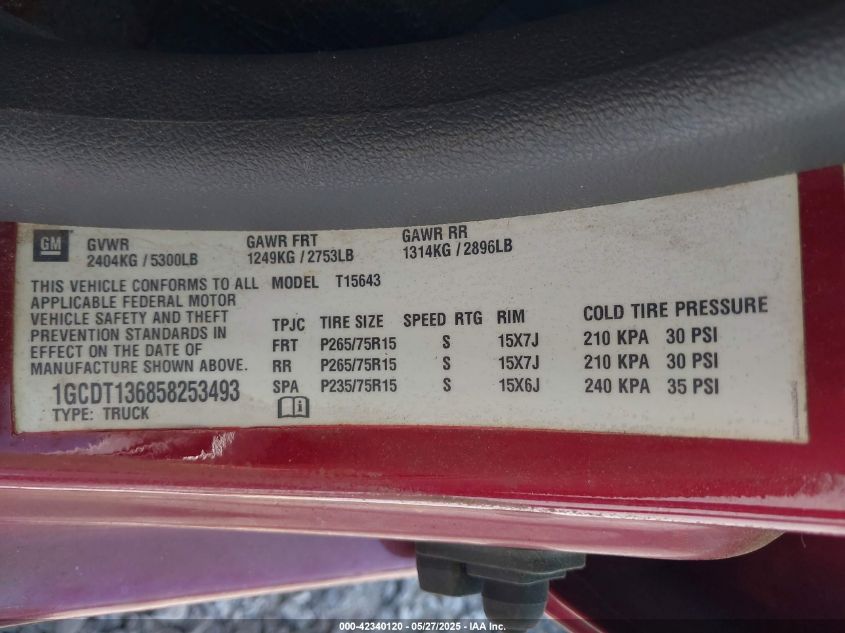 GM
GVWR
2404KG / 5300LB
GAWR FRT
1249KG / 2753LB
GAWR RR
1314KG / 2896LB
THIS VEHICLE CONFORMS TO ALL
APPLICABLE FEDERAL MOTOR
VEHICLE SAFETY AND THEFT
PREVENTION STANDARDS IN
EFFECT ON THE DATE OF
MANUFACTURE SHOWN ABOVE.
1GCDT136858253493
TYPE: TRUCK
MODEL T15643
TPJC TIRE SIZE SPEED RTG RIM COLD TIRE PRESSURE
FRT P265/75R15 S 15X7J 210 KPA 30 PSI
RR P265/75R15 S 15X7J 210 KPA 30 PSI
SPA P235/75R15 S 15X6J 240 KPA 35 PSI
000-42340120 | 05/27/2025 - IAA Inc.